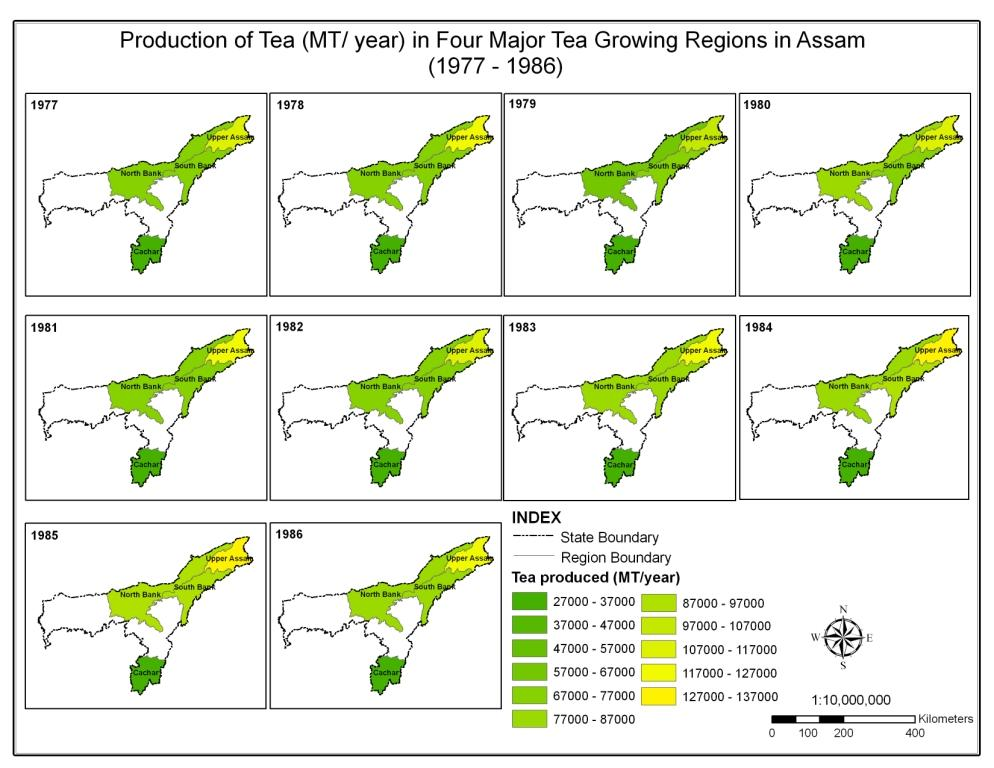 Production of Tea (MT/ year) in Four Major Tea Growing Regions in Assam
(1977 - 1986)
1977
Upper Assam
South Bank
North Bank
Cachar
1978
Upper Assam
South Bank
North Bank
Cachar
1979
Upper Assam
South Bank
North Bank
Cachar
1980
Upper Assam
South Bank
North Bank
Cachar
1981
Upper Assam
South Bank
North Bank
Cachar
1982
Upper Assam
South Bank
North Bank
Cachar
1983
Upper Assam
South Bank
North Bank
Cachar
1984
Upper Assam
South Bank
North Bank
Cachar
1985
Upper Assam
South Bank
North Bank
Cachar
1986
Upper Assam
South Bank
North Bank
Cachar
INDEX
State Boundary
Region Boundary
Tea produced (MT/year)
27000 - 37000
37000 - 47000
47000 - 57000
57000 - 67000
67000 - 77000
77000 - 87000
87000 - 97000
97000 - 107000
107000 - 117000
117000 - 127000
127000 - 137000
N
W E
S
1:10,000,000
Kilometers
0 100 200 400